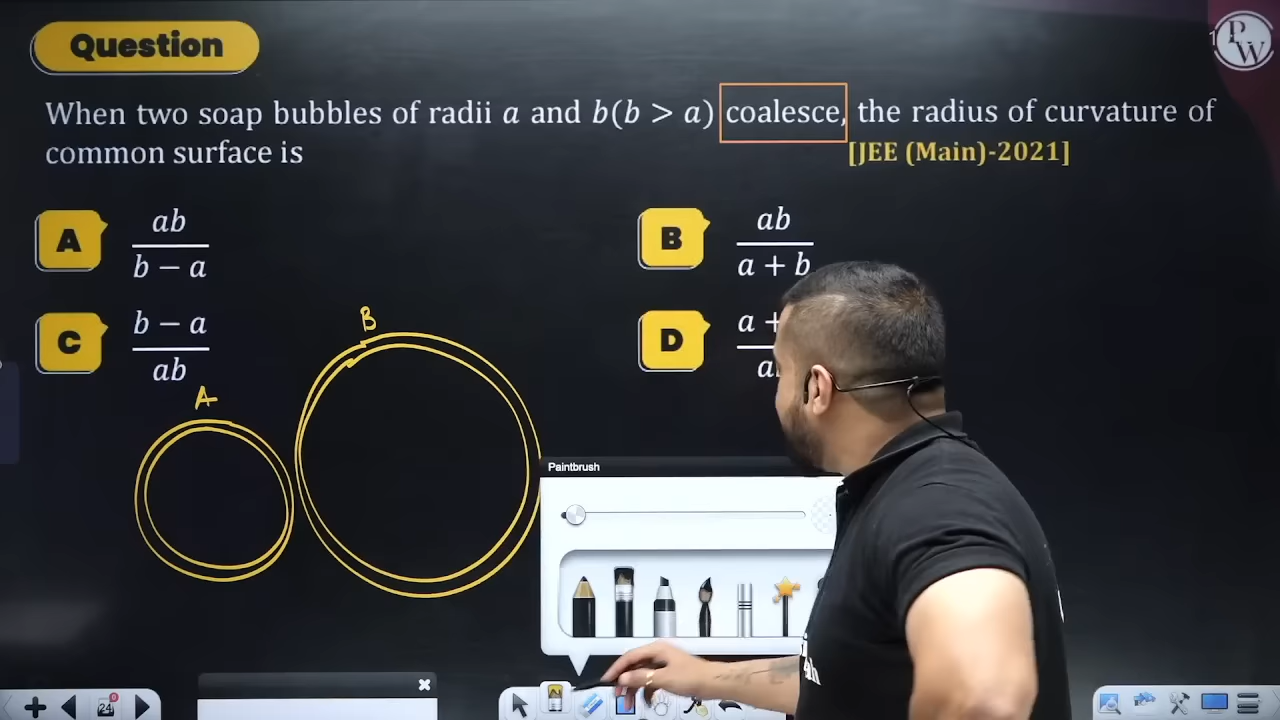 Question
PW
When two soap bubbles of radii a and b(b > a) coalesce, the radius of curvature of
common surface is
[JEE (Main)-2021]
A
ab
b − a
B
ab
a + b
C
b − a
ab
D
a +
B
A
Paintbrush
24